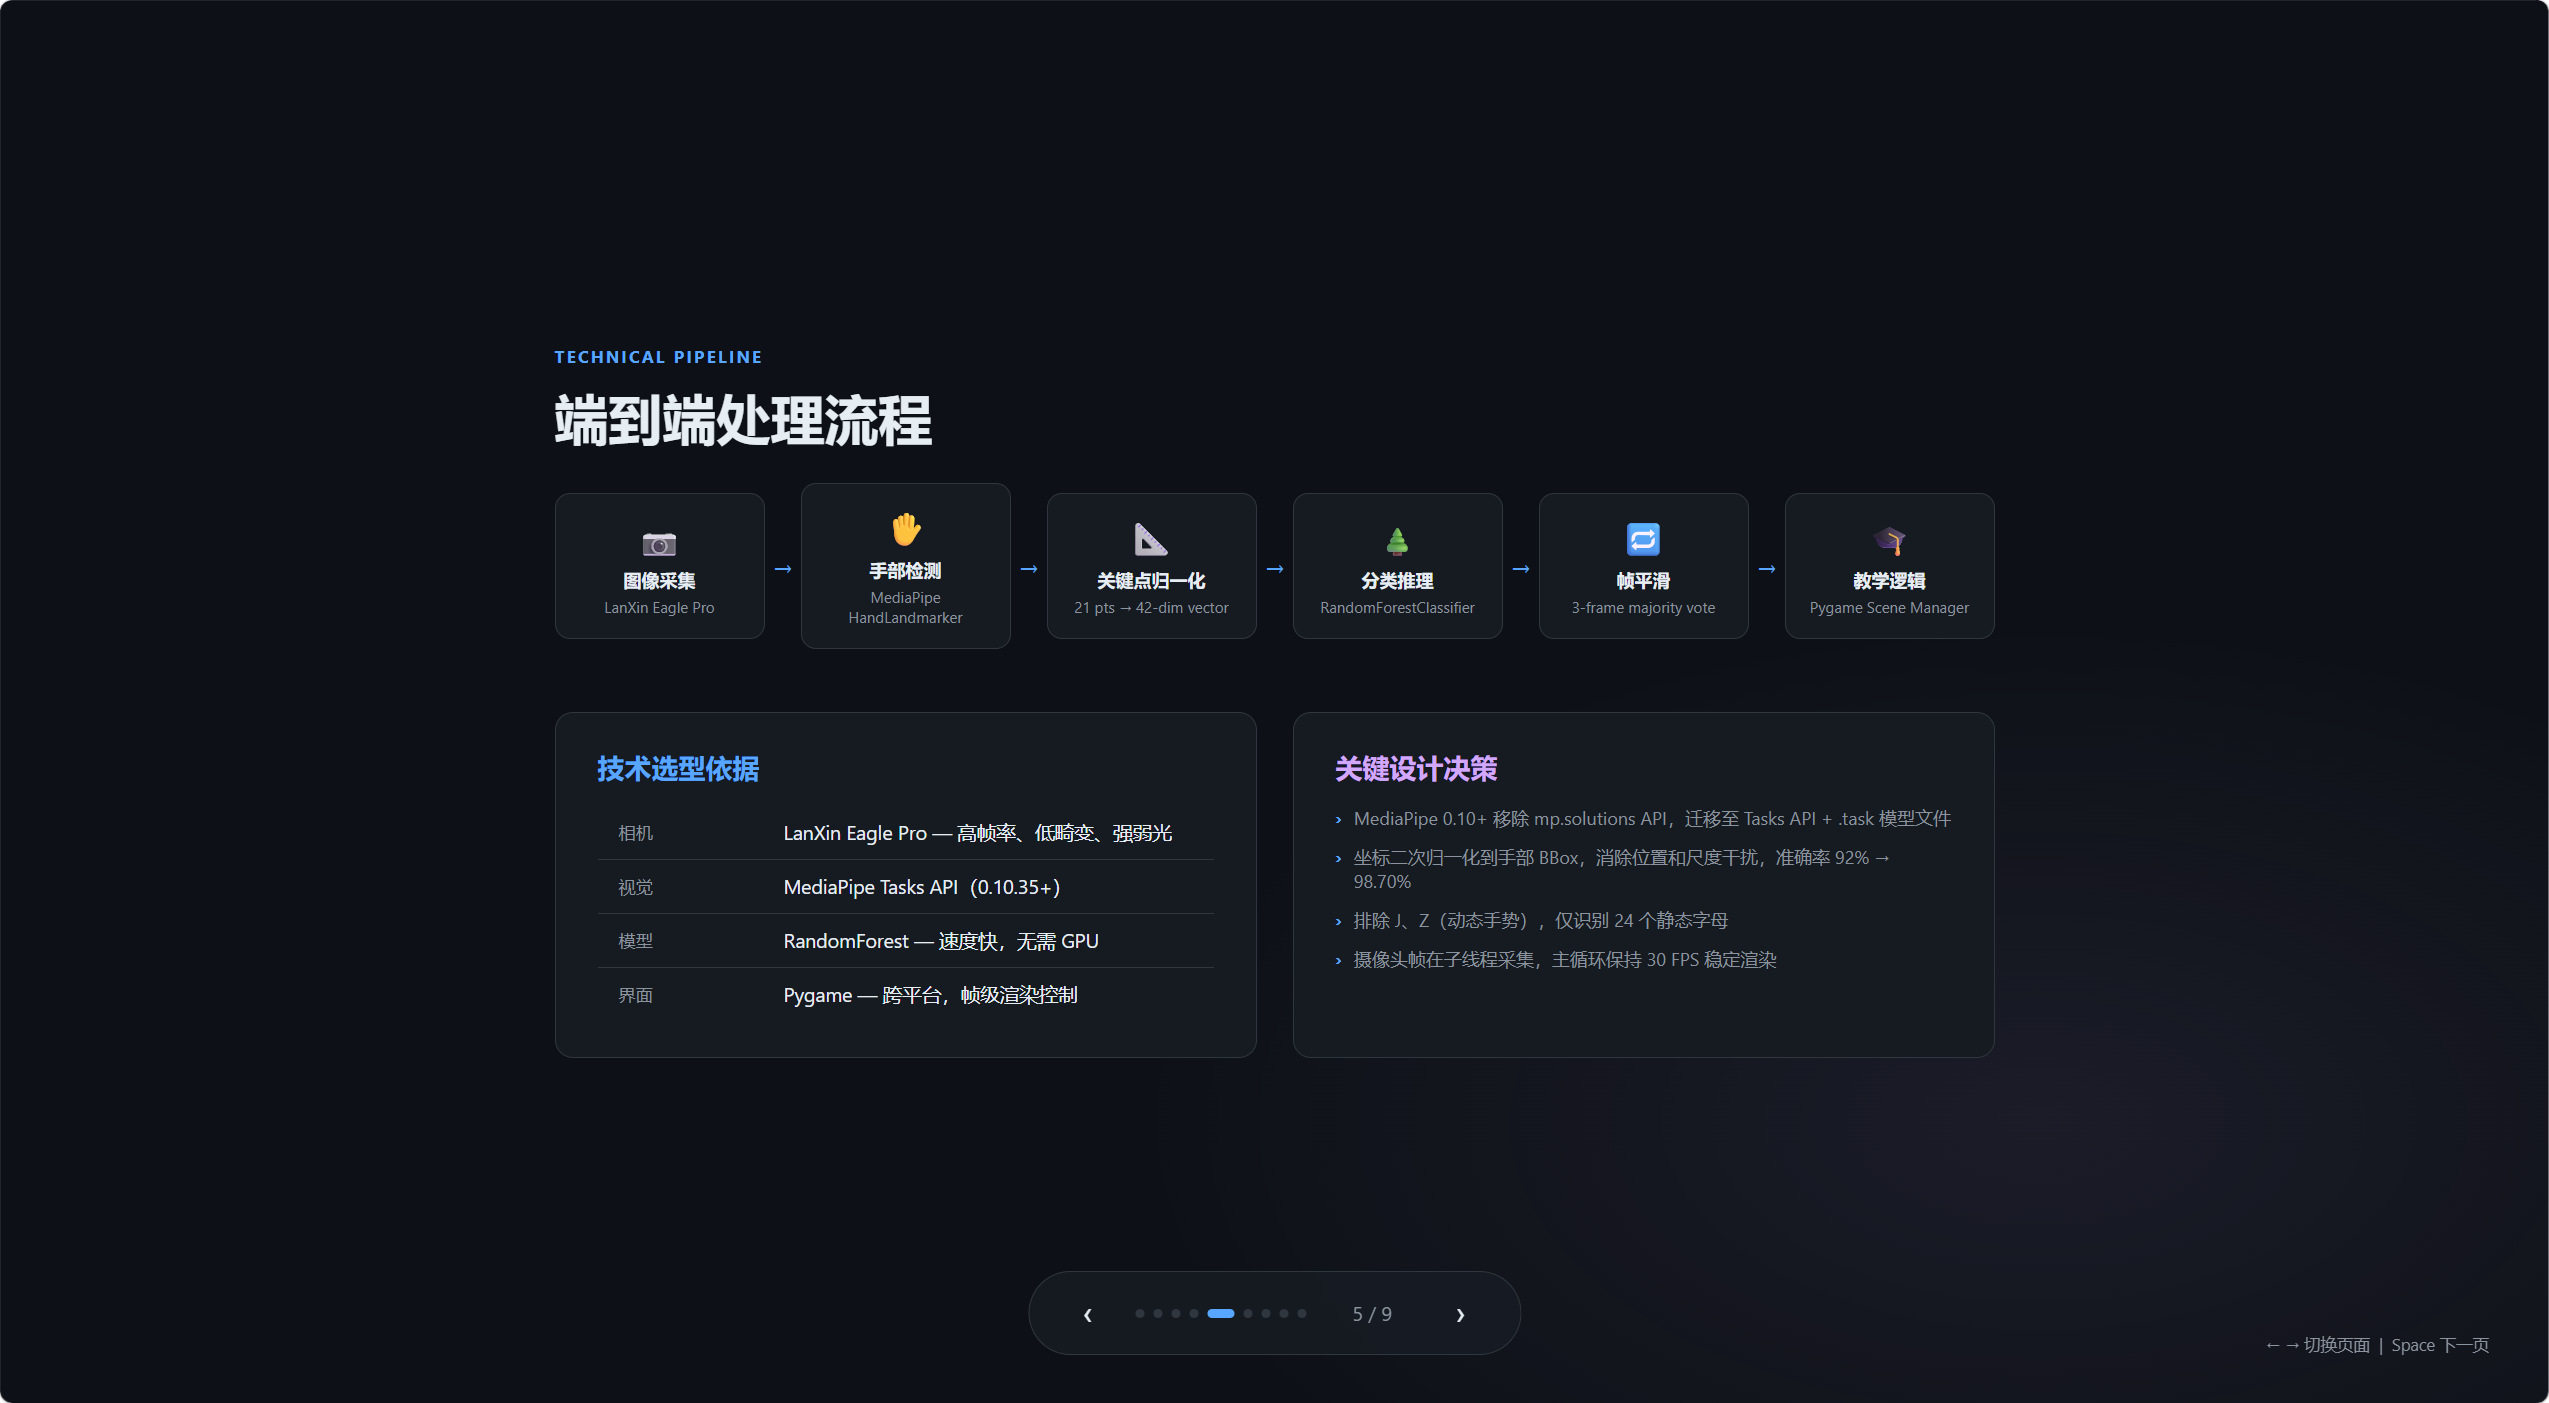 TECHNICAL PIPELINE
端到端处理流程
图像采集
LanXin Eagle Pro
→
手部检测
MediaPipe
HandLandmarker
→
关键点归一化
21 pts → 42-dim vector
→
分类推理
RandomForestClassifier
→
帧平滑
3-frame majority vote
→
教学逻辑
Pygame Scene Manager
技术选型依据
相机 LanXin Eagle Pro — 高帧率、低畸变、强弱光
视觉 MediaPipe Tasks API（0.10.35+）
模型 RandomForest — 速度快，无需 GPU
界面 Pygame — 跨平台，帧级渲染控制
关键设计决策
› MediaPipe 0.10+ 移除 mp.solutions API，迁移至 Tasks API + .task 模型文件
› 坐标二次归一化到手部 BBox，消除位置和尺度干扰，准确率 92% →
98.70%
› 排除 J、Z（动态手势），仅识别 24 个静态字母
› 摄像头帧在子线程采集，主循环保持 30 FPS 稳定渲染
‹ 5 / 9 ›
← → 切换页面 | Space 下一页